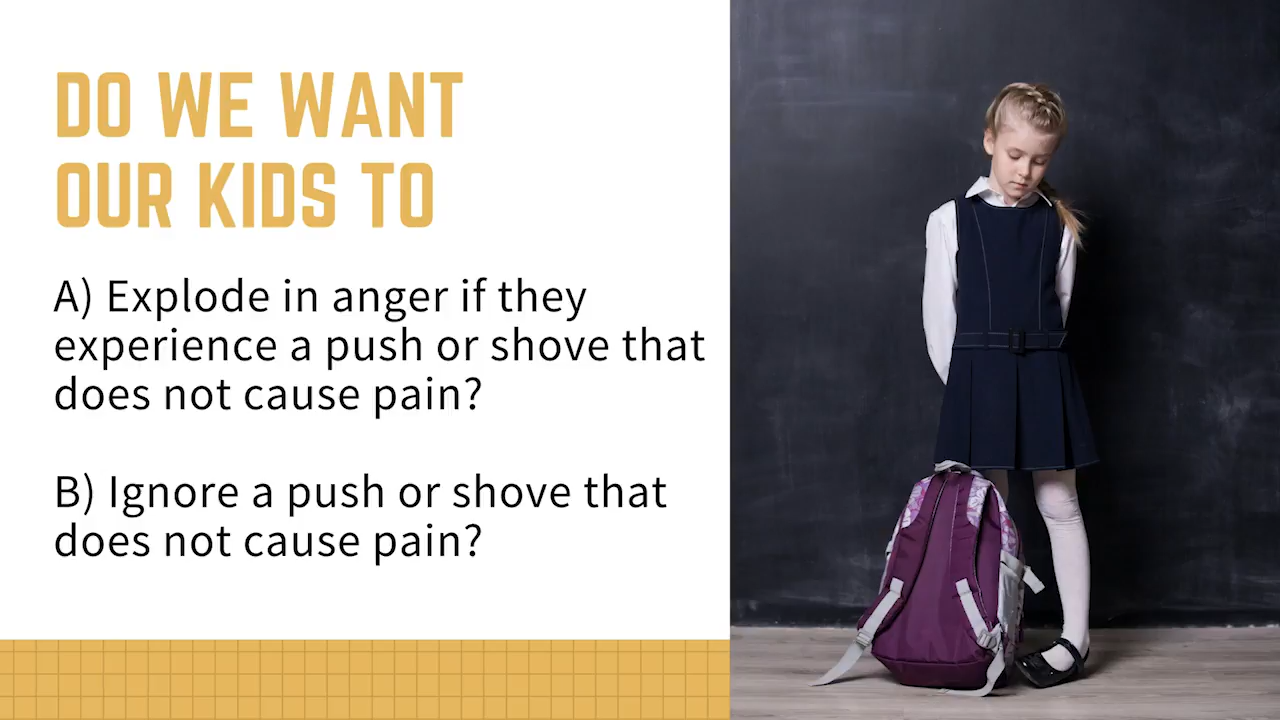 DO WE WANT
OUR KIDS TO
A) Explode in anger if they
experience a push or shove that
does not cause pain?
B) Ignore a push or shove that
does not cause pain?